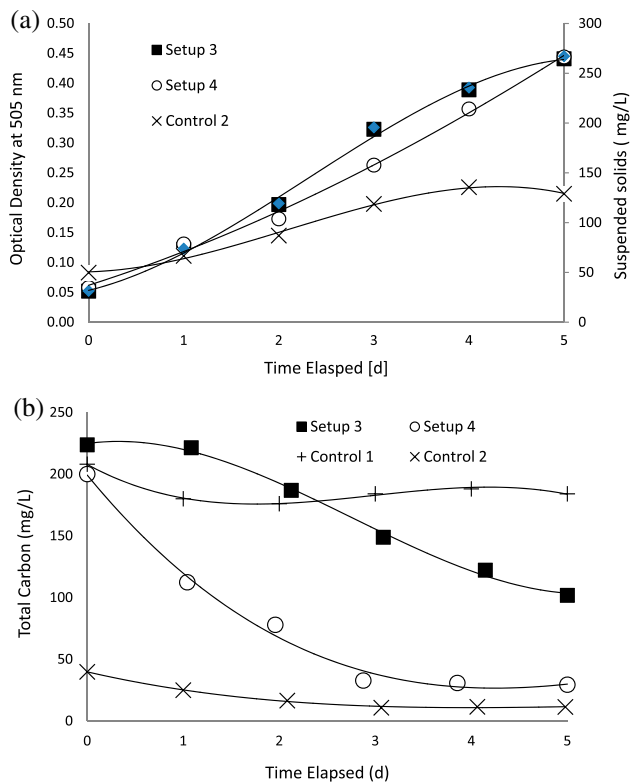 (a)
0.50
0.45
0.40
0.35
0.30
0.25
0.20
0.15
0.10
0.05
0.00
Optical Density at 505 nm
Setup 3
Setup 4
Control 2
300
250
200
150
100
50
0
Suspended solids ( mg/L)
0 1 2 3 4 5
Time Elasped [d]
(b)
250
200
150
100
50
0
Total Carbon (mg/L)
Setup 3 Setup 4
Control 1 Control 2
0 1 2 3 4 5
Time Elapsed (d)